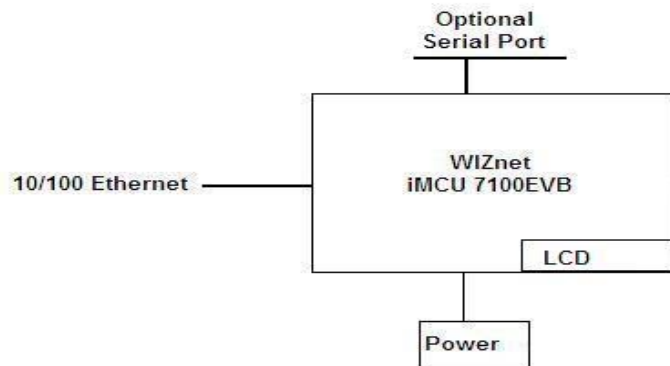 Optional
Serial Port
WIZnet
iMCU 7100EVB
10/100 Ethernet
LCD
Power